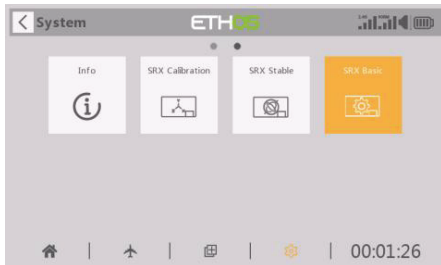 System
ETHOS
Info
SRX Calibration
SRX Stable
SRX Basic
00:01:26